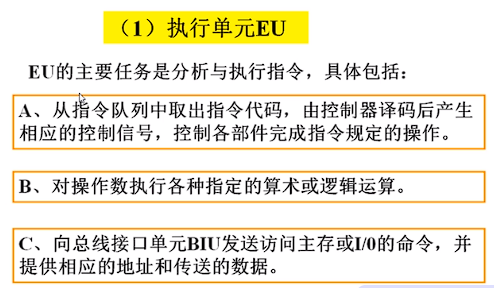 （1）执行单元EU
EU的主要任务是分析与执行指令，具体包括：
A、从指令队列中取出指令代码，由控制器译码后产生
相应的控制信号，控制各部件完成指令规定的操作。
B、对操作数执行各种指定的算术或逻辑运算。
C、向总线接口单元BIU发送访问主存或I/0的命令，并
提供相应的地址和传送的数据。